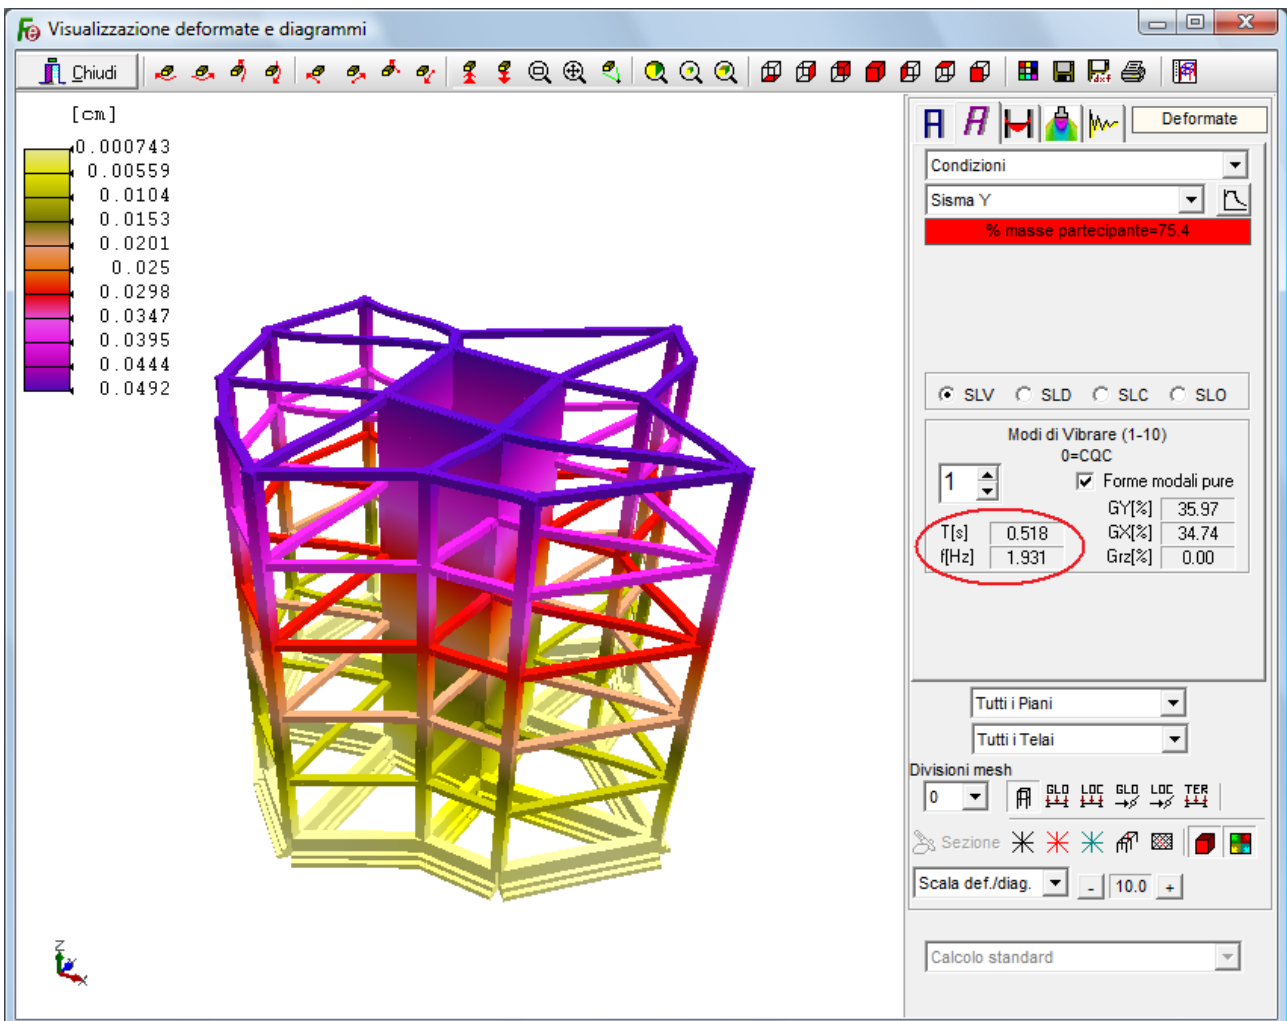 Fe Visualizzazione deformate e diagrammi
Chiudi
dxf
[cm]
0.000743
0.00559
0.0104
0.0153
0.0201
0.025
0.0298
0.0347
0.0395
0.0444
0.0492
Z
X
Deformate
Condizioni
Sisma Y
% masse partecipante=75.4
SLV SLD SLC SLO
Modi di Vibrare (1-10)
0=CQC
1 Forme modali pure
GY[%] 35.97
T[s] 0.518 GX[%] 34.74
f[Hz] 1.931 Grz[%] 0.00
Tutti i Piani
Tutti i Telai
Divisioni mesh
0 GLO LOC GLO LOC TER
Sezione
Scala def./diag. - 10.0 +
Calcolo standard